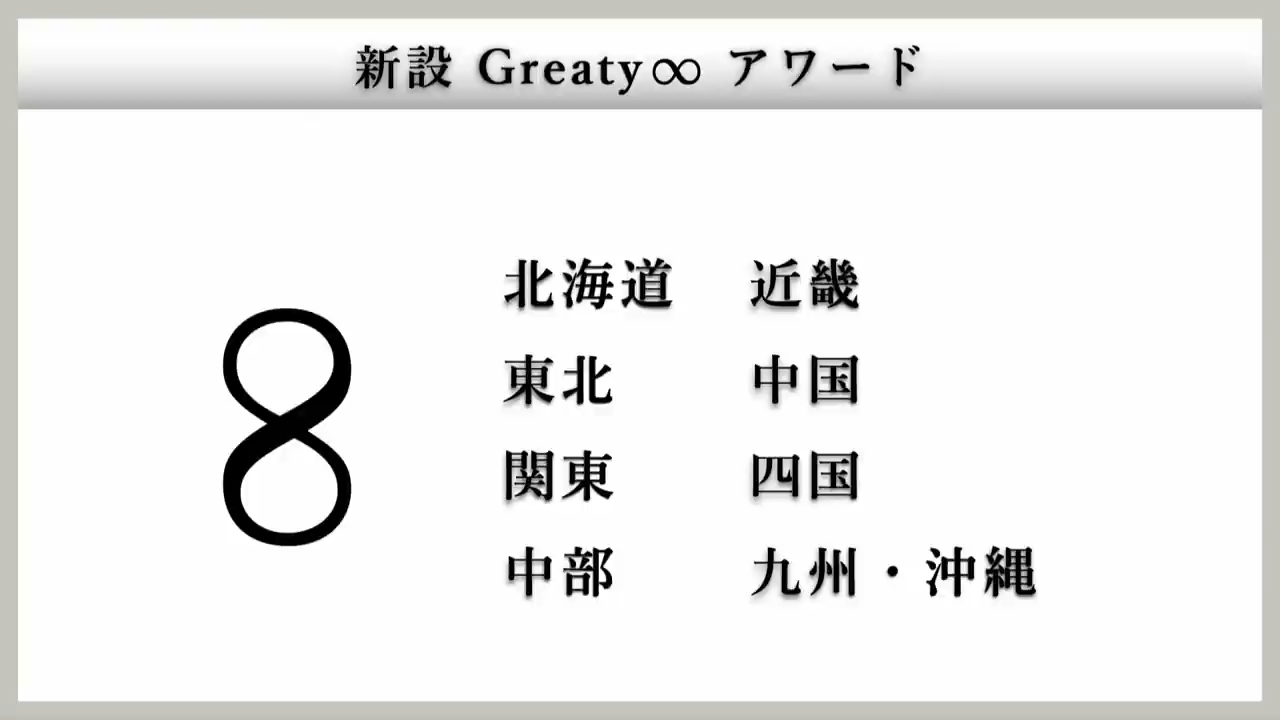 新設 Greaty∞ アワード
8
北海道 近畿
東北 中国
関東 四国
中部 九州・沖縄